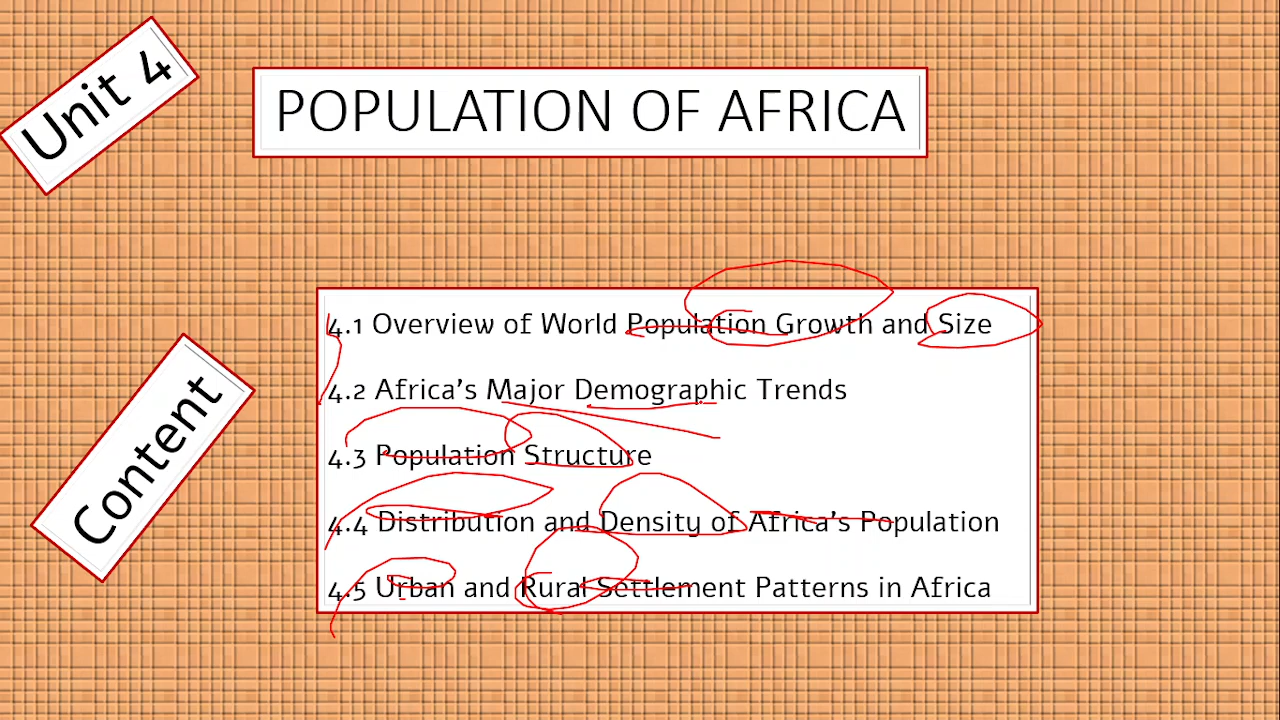 Unit 4
POPULATION OF AFRICA
Content
4.1 Overview of World Population Growth and Size
4.2 Africa's Major Demographic Trends
4.3 Population Structure
4.4 Distribution and Density of Africa's Population
4.5 Urban and Rural Settlement Patterns in Africa